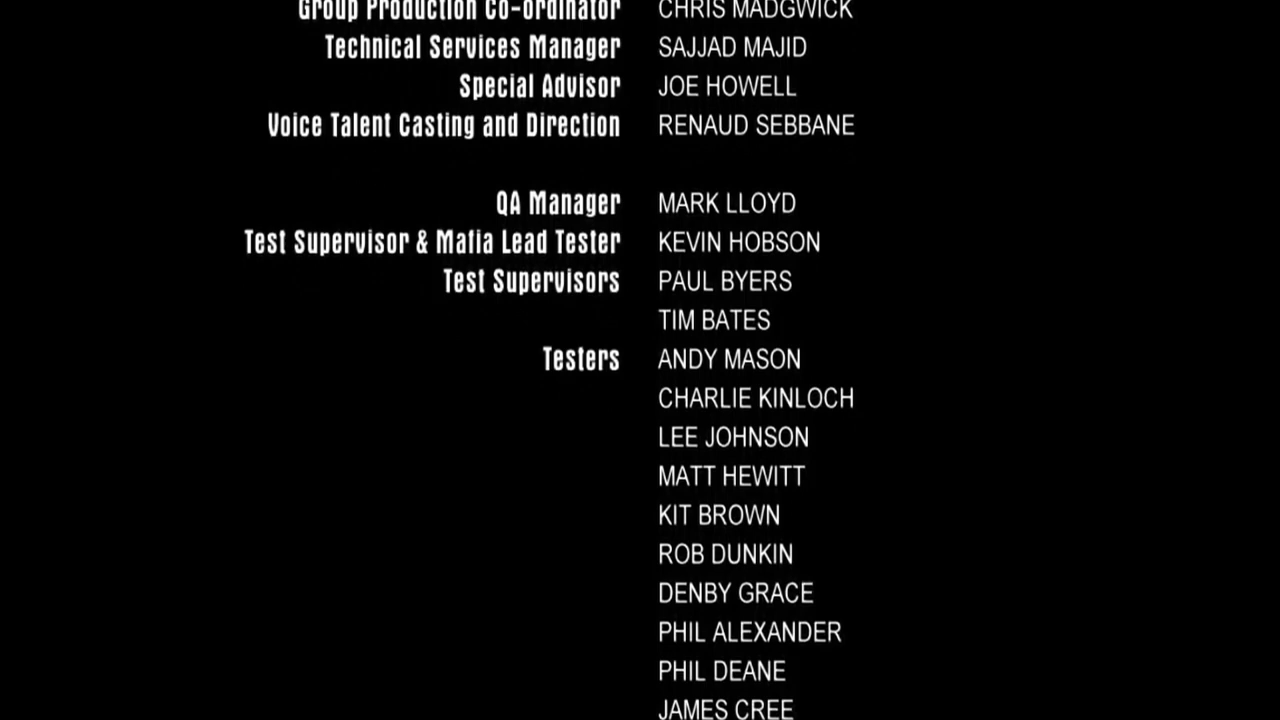 Group Production Co-ordinator CHRIS MADGWICK
Technical Services Manager SAJJAD MAJID
Special Advisor JOE HOWELL
Voice Talent Casting and Direction RENAUD SEBBANE
QA Manager MARK LLOYD
Test Supervisor & Mafia Lead Tester KEVIN HOBSON
Test Supervisors PAUL BYERS
TIM BATES
Testers ANDY MASON
CHARLIE KINLOCH
LEE JOHNSON
MATT HEWITT
KIT BROWN
ROB DUNKIN
DENBY GRACE
PHIL ALEXANDER
PHIL DEANE
JAMES CREE